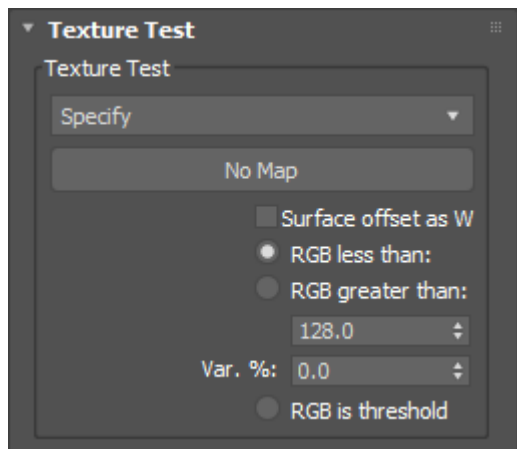 Texture Test
Texture Test
Specify
No Map
Surface offset as W
RGB less than:
RGB greater than:
128.0
Var. %: 0.0
RGB is threshold